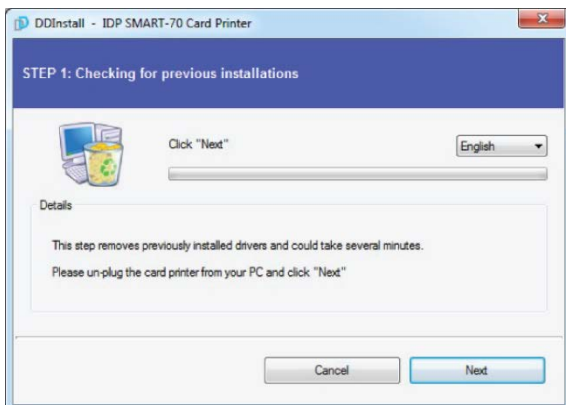 DDInstall - IDP SMART-70 Card Printer
STEP 1: Checking for previous installations
Click "Next"
English
Details
This step removes previously installed drivers and could take several minutes.
Please un-plug the card printer from your PC and click "Next"
Cancel
Next